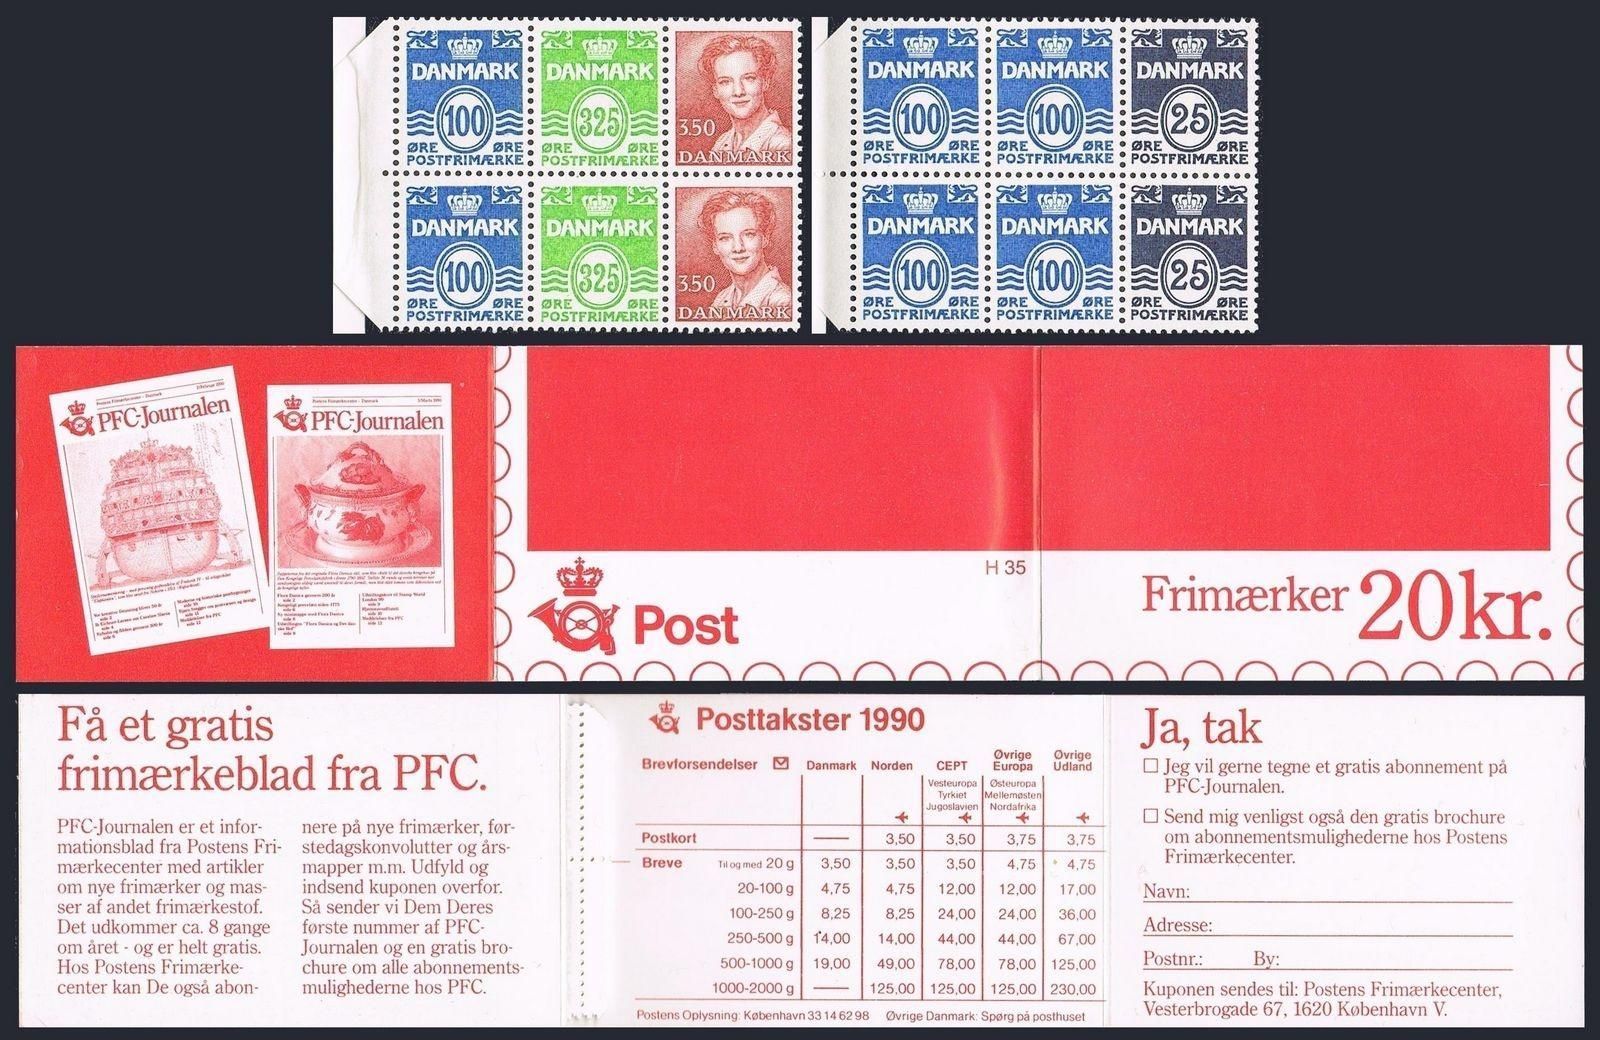 DANMARK DANMARK
100 325 3.50
ØRE ØRE ØRE ØRE
POSTFRIMÆRKE POSTFRIMÆRKE DANMARK
DANMARK DANMARK
100 325 3.50
ØRE ØRE ØRE ØRE
POSTFRIMÆRKE POSTFRIMÆRKE DANMARK
DANMARK DANMARK DANMARK
100 100 25
ØRE ØRE ØRE ØRE ØRE ØRE
POSTFRIMÆRKE POSTFRIMÆRKE POSTFRIMÆRKE
DANMARK DANMARK DANMARK
100 100 25
ØRE ØRE ØRE ØRE ØRE ØRE
POSTFRIMÆRKE POSTFRIMÆRKE POSTFRIMÆRKE
PFC-Journalen
PFC-Journalen
Post
H 35
Frimærker 20 kr.
Få et gratis
frimærkeblad fra PFC.
PFC-Journalen er et infor-
mationsblad fra Postens Fri-
mærkecenter med artikler
om nye frimærker og mas-
ser af andet frimærkestof.
Det udkommer ca. 8 gange
om året - og er helt gratis.
Hos Postens Frimærke-
center kan De også abon-
nere på nye frimærker, før-
stedagskonvolutter og års-
mapper m.m. Udfyld og
indsend kuponen overfor.
Så sender vi Dem Deres
første nummer af PFC-
Journalen og en gratis bro-
chure om alle abonnements-
mulighederne hos PFC.
Posttakster 1990
Brevforsendelser Danmark Norden CEPT Øvrige Europa Øvrige Udland
Vesteuropa Østeuropa
Tyrkiet Mellemøsten
Jugoslavien Nordafrika
Postkort — 3,50 3,50 3,75 3,75
Breve Til og med 20 g 3,50 3,50 3,50 4,75 4,75
20-100 g 4,75 4,75 12,00 12,00 17,00
100-250 g 8,25 8,25 24,00 24,00 36,00
250-500 g 14,00 14,00 44,00 44,00 67,00
500-1000 g 19,00 49,00 78,00 78,00 125,00
1000-2000 g — 125,00 125,00 125,00 230,00
Postens Oplysning: København 33 14 62 98 Øvrige Danmark: Spørg på posthuset
Ja, tak
Jeg vil gerne tegne et gratis abonnement på
PFC-Journalen.
Send mig venligst også den gratis brochure
om abonnementsmulighederne hos Postens
Frimærkecenter.
Navn:
Adresse:
Postnr.: By:
Kuponen sendes til: Postens Frimærkecenter,
Vesterbrogade 67, 1620 København V.